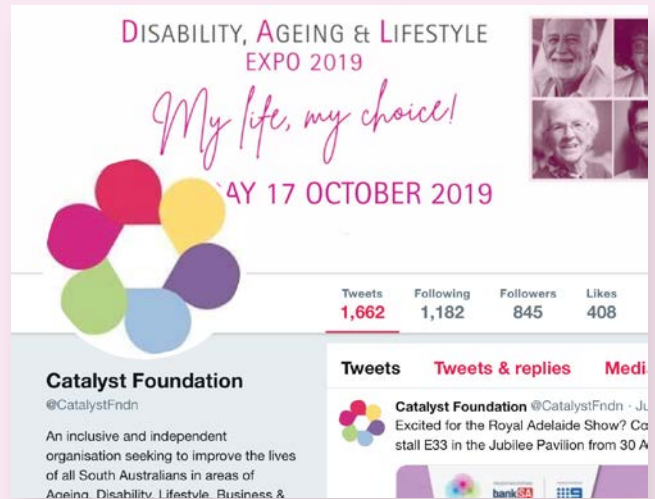 DISABILITY, AGEING & LIFESTYLE
EXPO 2019
My life, my choice!
AY 17 OCTOBER 2019
Tweets Following Followers Likes
1,662 1,182 845 408
Catalyst Foundation
@CatalystFndn
An inclusive and independent
organisation seeking to improve the lives
of all South Australians in areas of
Ageing, Disability, Lifestyle, Business &
Tweets Tweets & replies Medi
Catalyst Foundation @CatalystFndn · Ju
Excited for the Royal Adelaide Show? Co
stall E33 in the Jubilee Pavilion from 30 A
bankSA